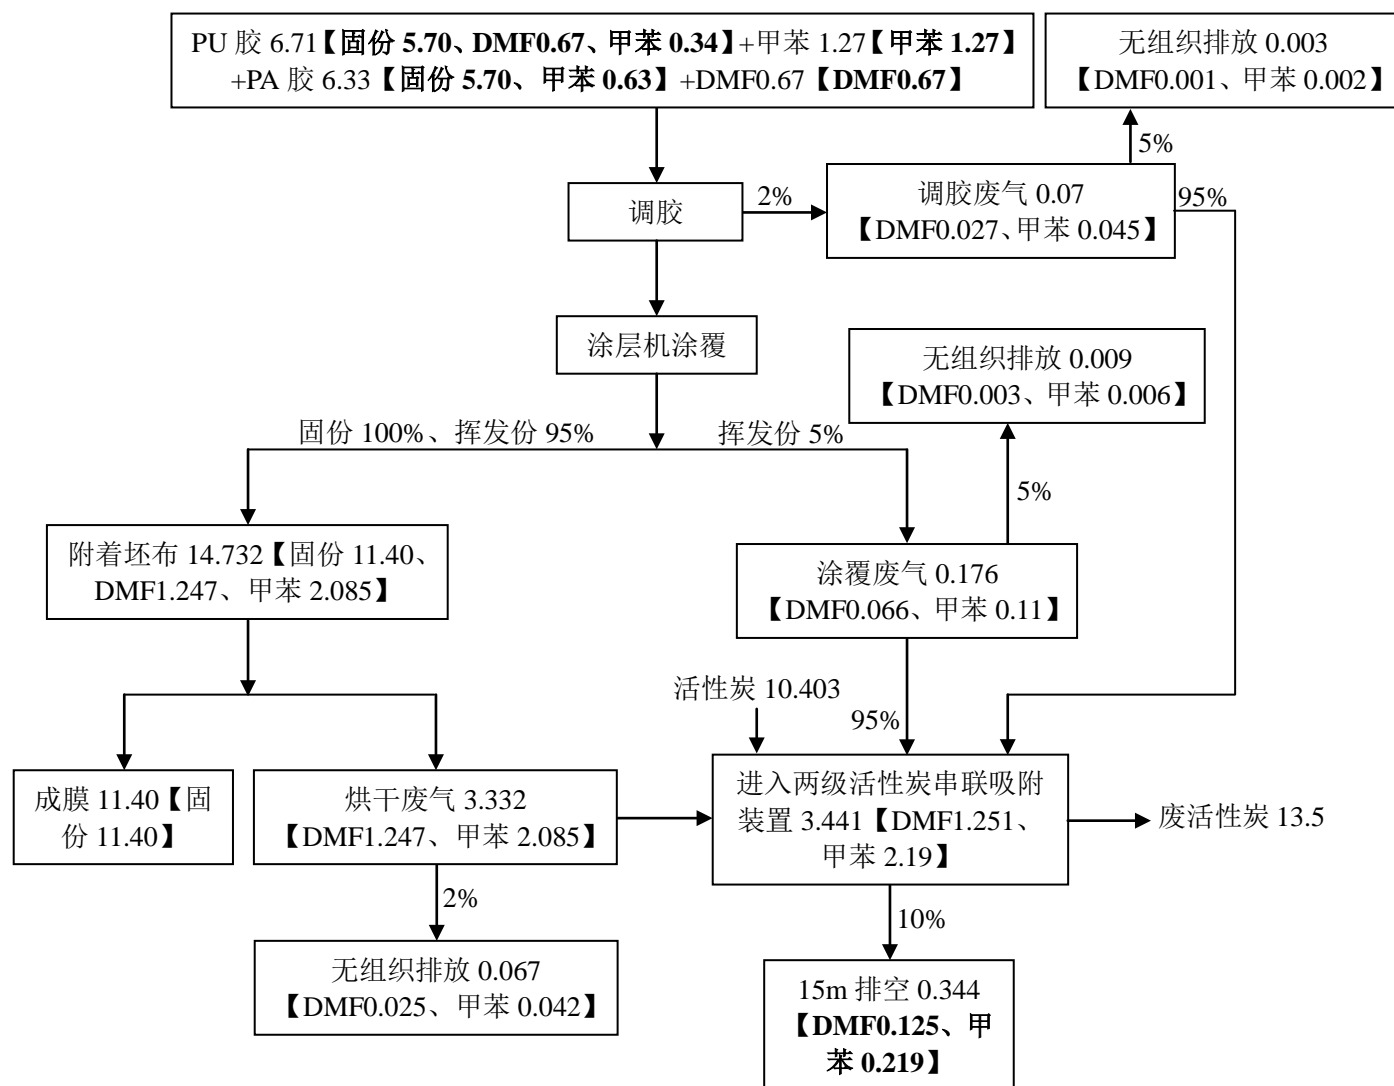 PU 胶 6.71【固份 5.70、DMF0.67、甲苯 0.34】+甲苯 1.27【甲苯 1.27】
+PA 胶 6.33【固份 5.70、甲苯 0.63】+DMF0.67【DMF0.67】
无组织排放 0.003
【DMF0.001、甲苯 0.002】
5%
调胶
2%
调胶废气 0.07
【DMF0.027、甲苯 0.045】
95%
涂层机涂覆
无组织排放 0.009
【DMF0.003、甲苯 0.006】
固份 100%、挥发份 95%
挥发份 5%
5%
附着坯布 14.732【固份 11.40、
DMF1.247、甲苯 2.085】
涂覆废气 0.176
【DMF0.066、甲苯 0.11】
活性炭 10.403
95%
成膜 11.40【固
份 11.40】
烘干废气 3.332
【DMF1.247、甲苯 2.085】
进入两级活性炭串联吸附
装置 3.441【DMF1.251、
甲苯 2.19】
废活性炭 13.5
2%
10%
无组织排放 0.067
【DMF0.025、甲苯 0.042】
15m 排空 0.344
【DMF0.125、甲
苯 0.219】